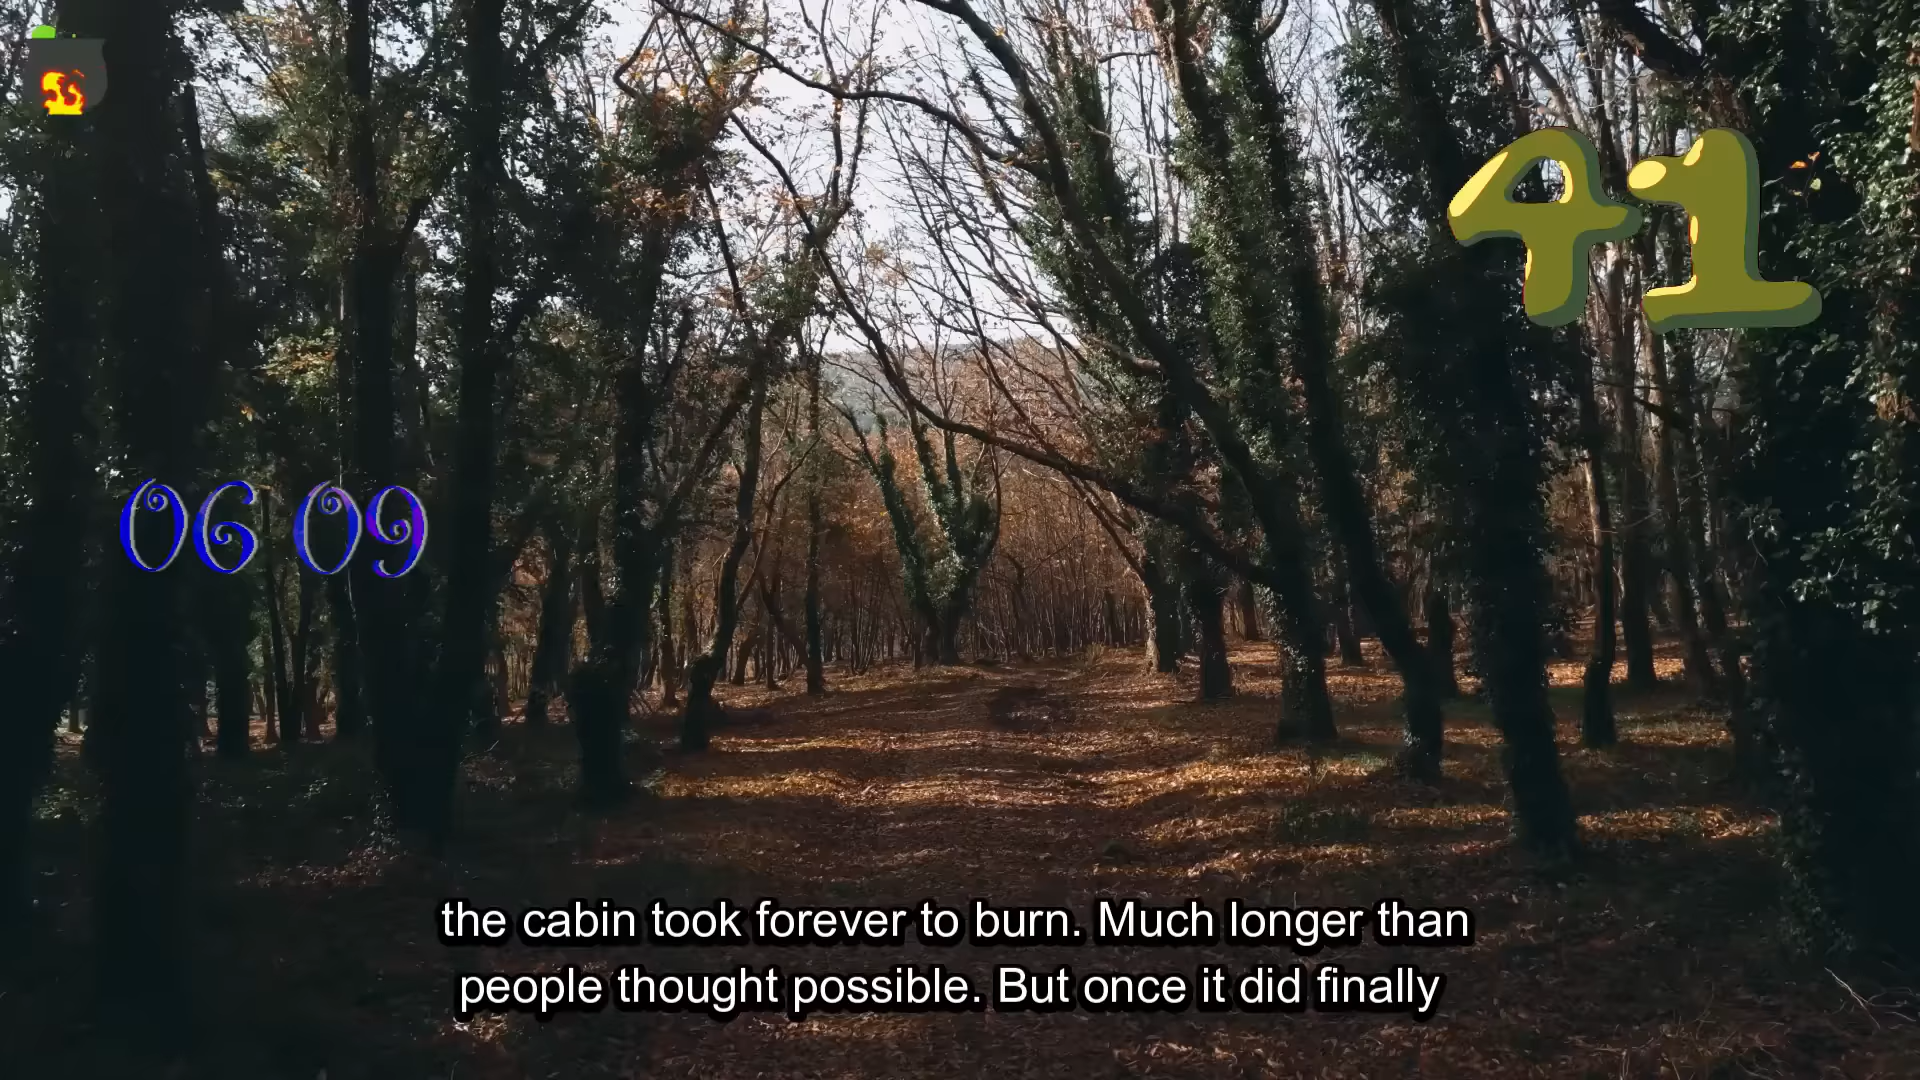 41
06 09
the cabin took forever to burn. Much longer than
people thought possible. But once it did finally